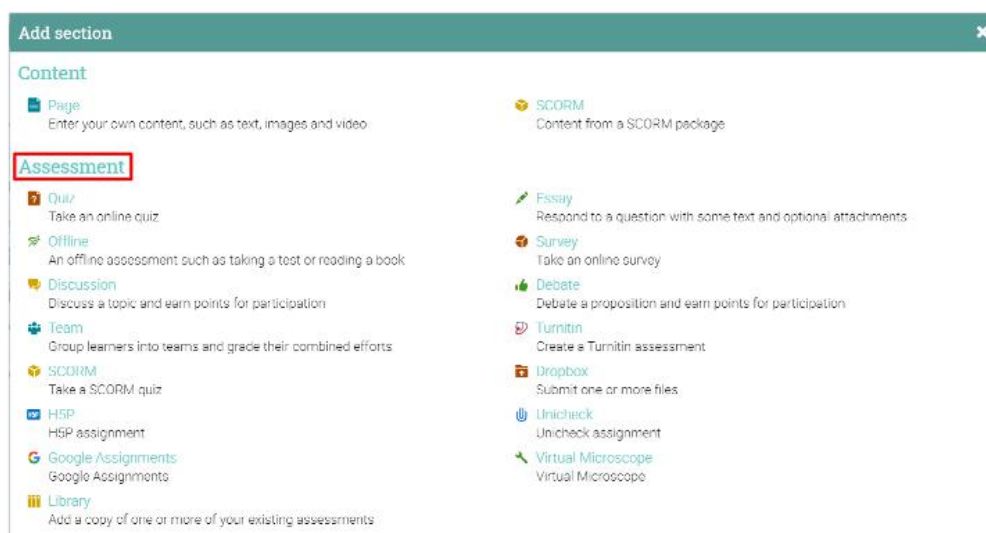 Add section
Content
Page
Enter your own content, such as text, images and video
SCORM
Content from a SCORM package
Assessment
Quiz
Take an online quiz
Essay
Respond to a question with some text and optional attachments
Offline
An offline assessment such as taking a test or reading a book
Survey
Take an online survey
Discussion
Discuss a topic and earn points for participation
Debate
Debate a proposition and earn points for participation
Team
Group learners into teams and grade their combined efforts
Turnitin
Create a Turnitin assessment
SCORM
Take a SCORM quiz
Dropbox
Submit one or more files
H5P
H5P assignment
Unicheck
Unicheck assignment
Google Assignments
Google Assignments
Virtual Microscope
Virtual Microscope
Library
Add a copy of one or more of your existing assessments